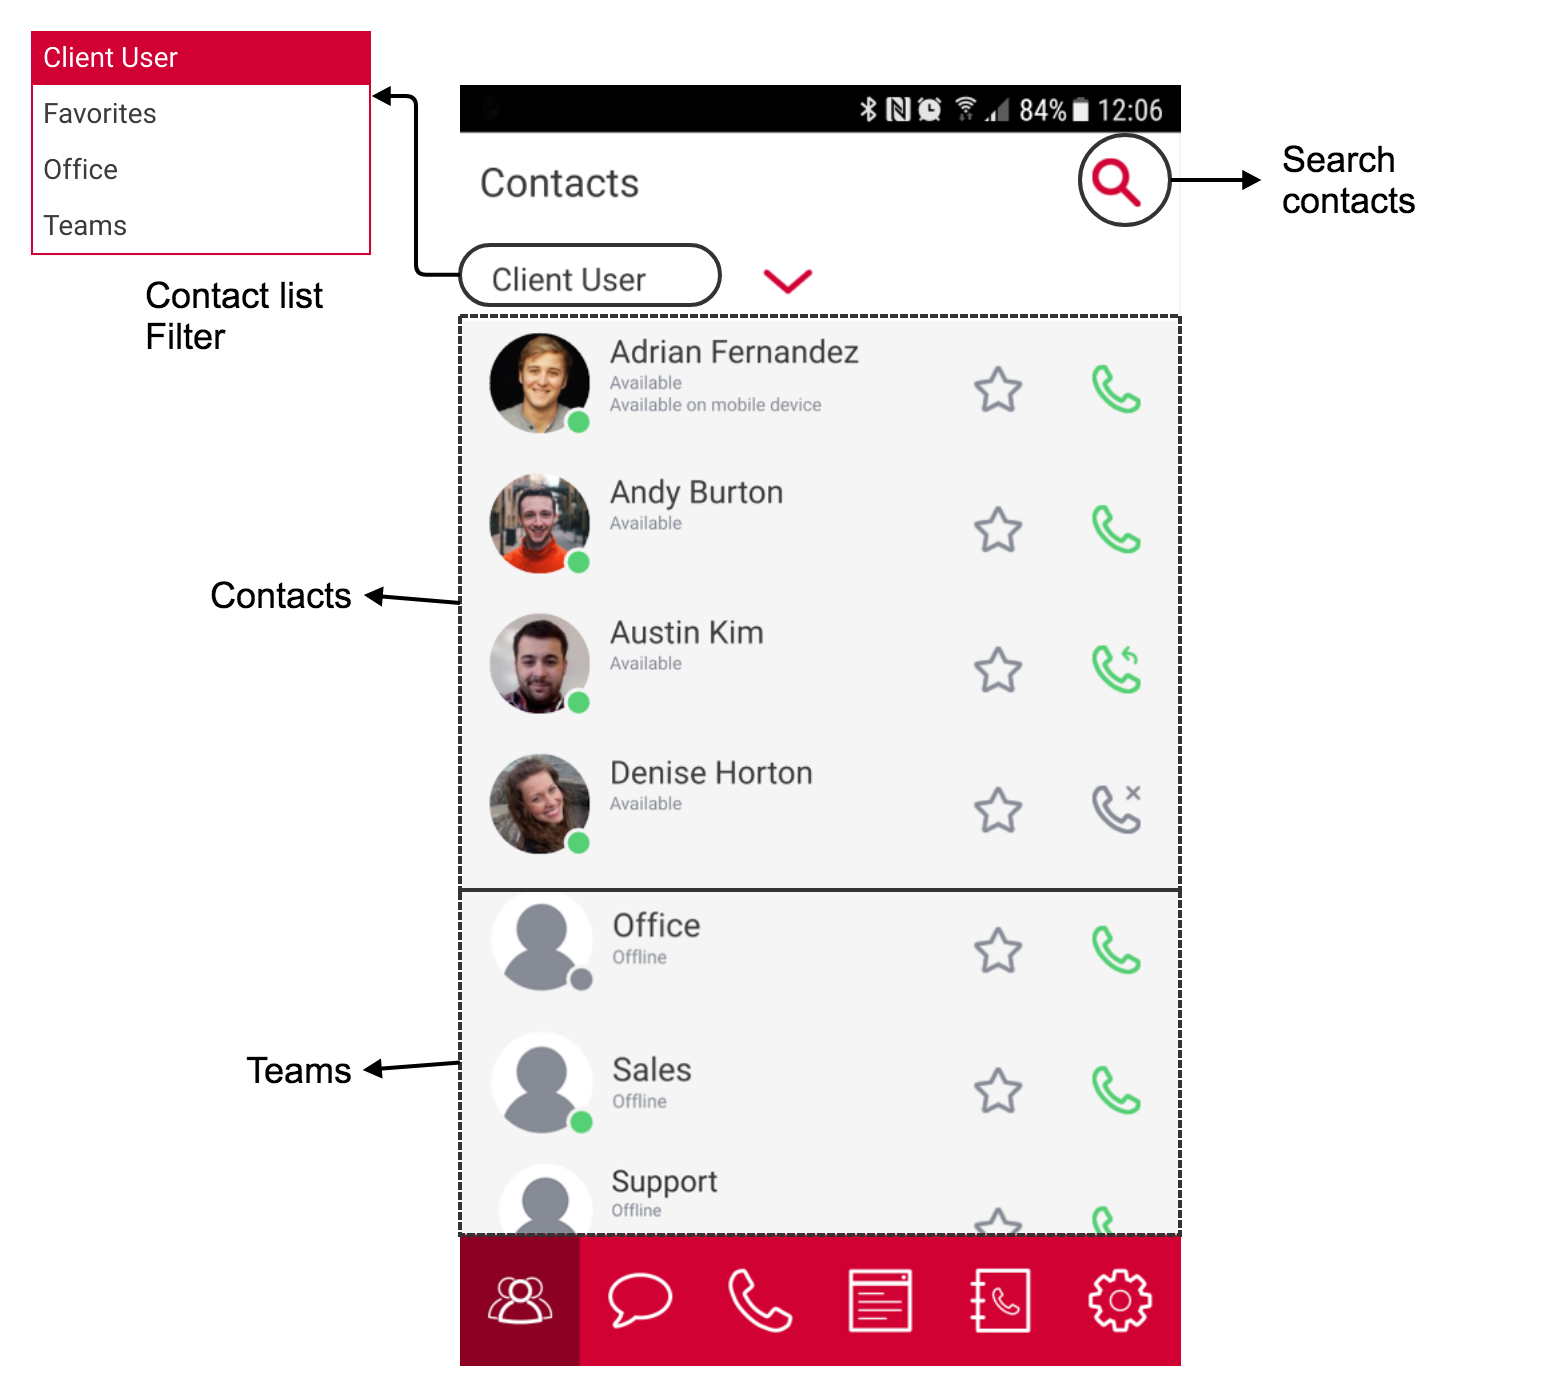 Client User
Favorites
Office
Teams
Contact list
Filter
84% 12:06
Contacts
Search
contacts
Client User
Adrian Fernandez
Available
Available on mobile device
Andy Burton
Available
Contacts
Austin Kim
Available
Denise Horton
Available
Office
Offline
Teams
Sales
Offline
Support
Offline